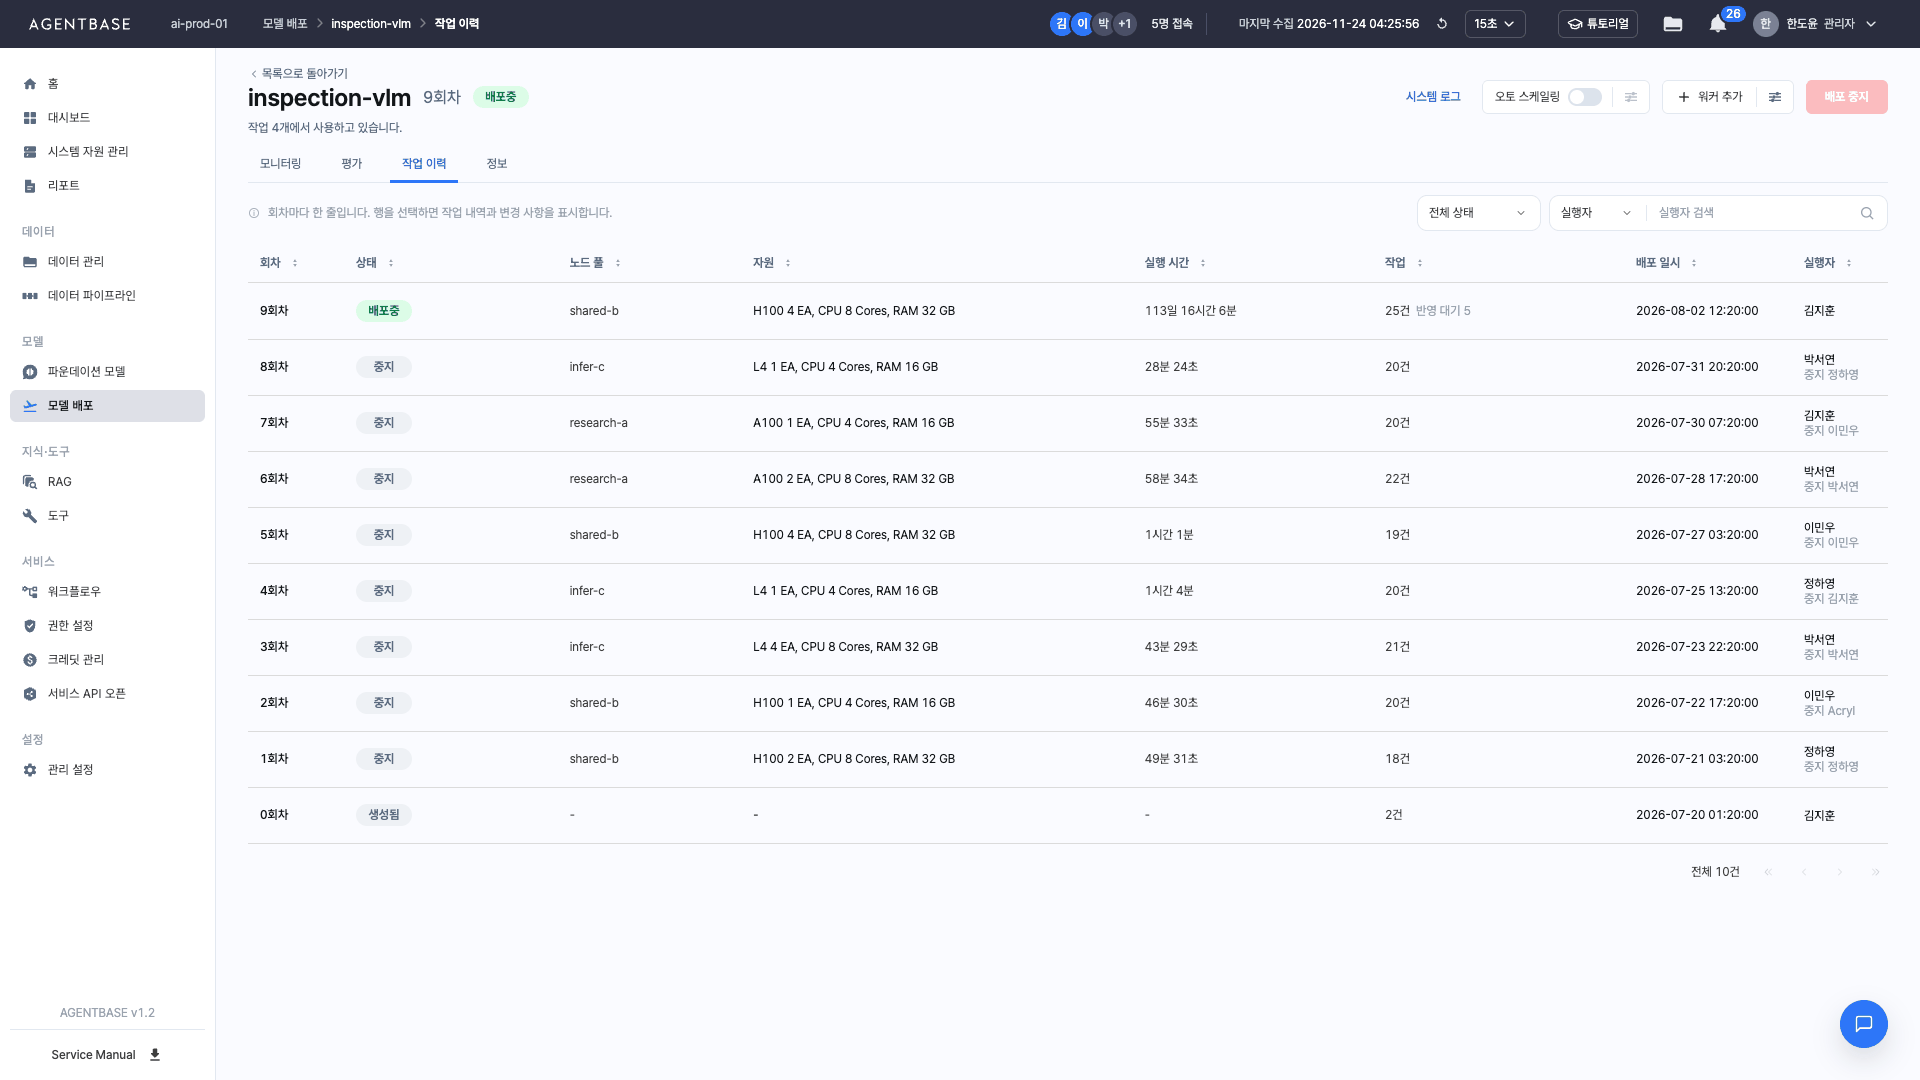 AGENTBASE
ai-prod-01
모델 배포 > inspection-vlm > 작업 이력
김 이 박 +1 5명 접속
마지막 수집 2026-11-24 04:25:56
15초
튜토리얼
26
한 한도윤 관리자
홈
대시보드
시스템 자원 관리
리포트
데이터
데이터 관리
데이터 파이프라인
모델
파운데이션 모델
모델 배포
지식·도구
RAG
도구
서비스
워크플로우
권한 설정
크레딧 관리
서비스 API 오픈
설정
관리 설정
AGENTBASE v1.2
Service Manual
목록으로 돌아가기
inspection-vlm 9회차 배포중
작업 4개에서 사용하고 있습니다.
시스템 로그
오토 스케일링
워커 추가
배포 중지
모니터링 평가 작업 이력 정보
회차마다 한 줄입니다. 행을 선택하면 작업 내역과 변경 사항을 표시합니다.
전체 상태
실행자 실행자 검색
회차 상태 노드 풀 자원 실행 시간 작업 배포 일시 실행자
9회차 배포중 shared-b H100 4 EA, CPU 8 Cores, RAM 32 GB 113일 16시간 6분 25건 반영 대기 5 2026-08-02 12:20:00 김지훈
8회차 중지 infer-c L4 1 EA, CPU 4 Cores, RAM 16 GB 28분 24초 20건 2026-07-31 20:20:00 박서연
중지 정하영
7회차 중지 research-a A100 1 EA, CPU 4 Cores, RAM 16 GB 55분 33초 20건 2026-07-30 07:20:00 김지훈
중지 이민우
6회차 중지 research-a A100 2 EA, CPU 8 Cores, RAM 32 GB 58분 34초 22건 2026-07-28 17:20:00 박서연
중지 박서연
5회차 중지 shared-b H100 4 EA, CPU 8 Cores, RAM 32 GB 1시간 1분 19건 2026-07-27 03:20:00 이민우
중지 이민우
4회차 중지 infer-c L4 1 EA, CPU 4 Cores, RAM 16 GB 1시간 4분 20건 2026-07-25 13:20:00 정하영
중지 김지훈
3회차 중지 infer-c L4 4 EA, CPU 8 Cores, RAM 32 GB 43분 29초 21건 2026-07-23 22:20:00 박서연
중지 박서연
2회차 중지 shared-b H100 1 EA, CPU 4 Cores, RAM 16 GB 46분 30초 20건 2026-07-22 17:20:00 이민우
중지 Acryl
1회차 중지 shared-b H100 2 EA, CPU 8 Cores, RAM 32 GB 49분 31초 18건 2026-07-21 03:20:00 정하영
중지 정하영
0회차 생성됨 - - - 2건 2026-07-20 01:20:00 김지훈
전체 10건